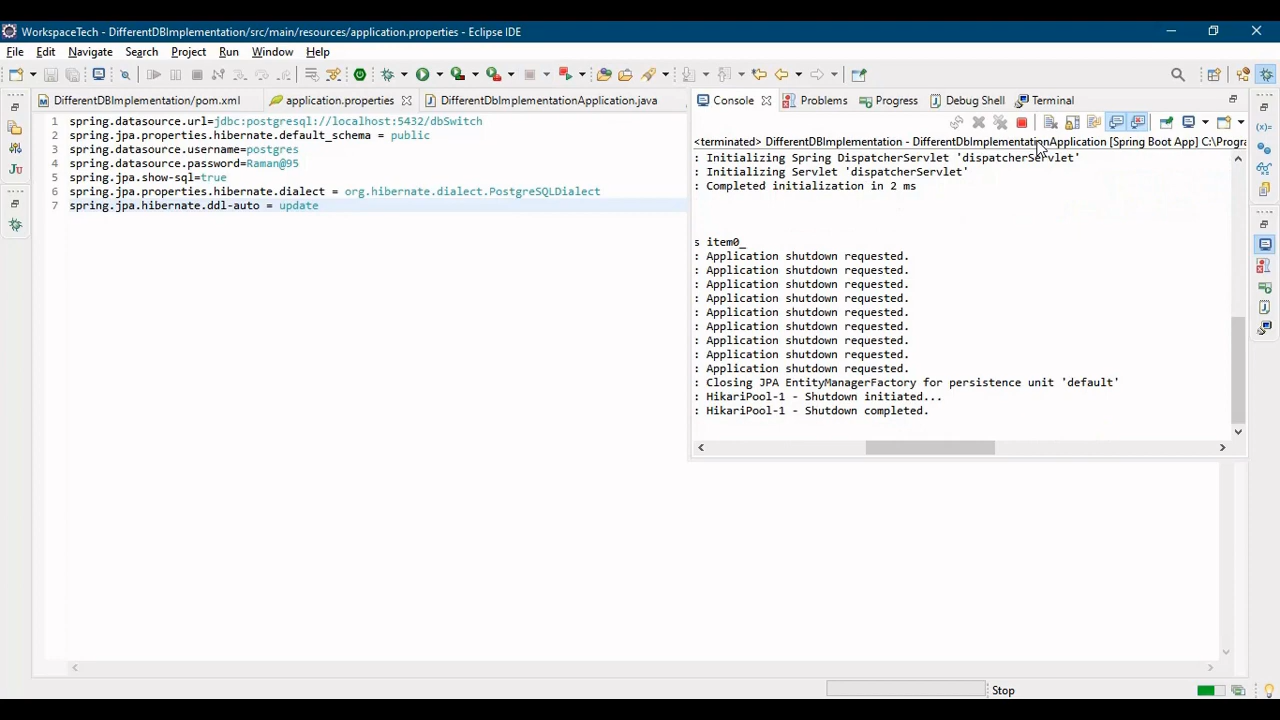 WorkspaceTech - DifferentDBImplementation/src/main/resources/application.properties - Eclipse IDE
File Edit Navigate Search Project Run Window Help
DifferentDBImplementation/pom.xml application.properties DifferentDbImplementationApplication.java
1 spring.datasource.url=jdbc:postgresql://localhost:5432/dbSwitch
2 spring.jpa.properties.hibernate.default_schema = public
3 spring.datasource.username=postgres
4 spring.datasource.password=Raman@95
5 spring.jpa.show-sql=true
6 spring.jpa.properties.hibernate.dialect = org.hibernate.dialect.PostgreSQLDialect
7 spring.jpa.hibernate.ddl-auto = update
Console Problems Progress Debug Shell Terminal
<terminated> DifferentDBImplementation - DifferentDbImplementationApplication [Spring Boot App] C:\Progra
: Initializing Spring DispatcherServlet 'dispatcherServlet'
: Initializing Servlet 'dispatcherServlet'
: Completed initialization in 2 ms
s item0_
: Application shutdown requested.
: Application shutdown requested.
: Application shutdown requested.
: Application shutdown requested.
: Application shutdown requested.
: Application shutdown requested.
: Application shutdown requested.
: Application shutdown requested.
: Application shutdown requested.
: Closing JPA EntityManagerFactory for persistence unit 'default'
: HikariPool-1 - Shutdown initiated...
: HikariPool-1 - Shutdown completed.
Stop